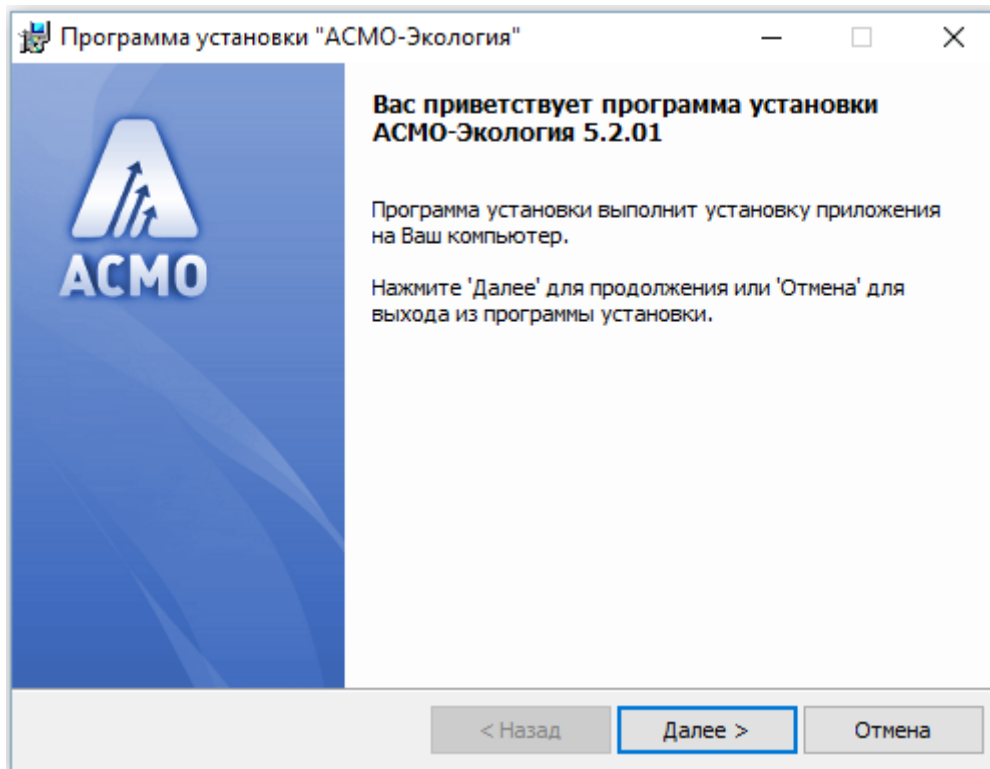 Программа установки "АСМО-Экология"
АСМО
Вас приветствует программа установки
АСМО-Экология 5.2.01
Программа установки выполнит установку приложения
на Ваш компьютер.
Нажмите 'Далее' для продолжения или 'Отмена' для
выхода из программы установки.
< Назад
Далее >
Отмена